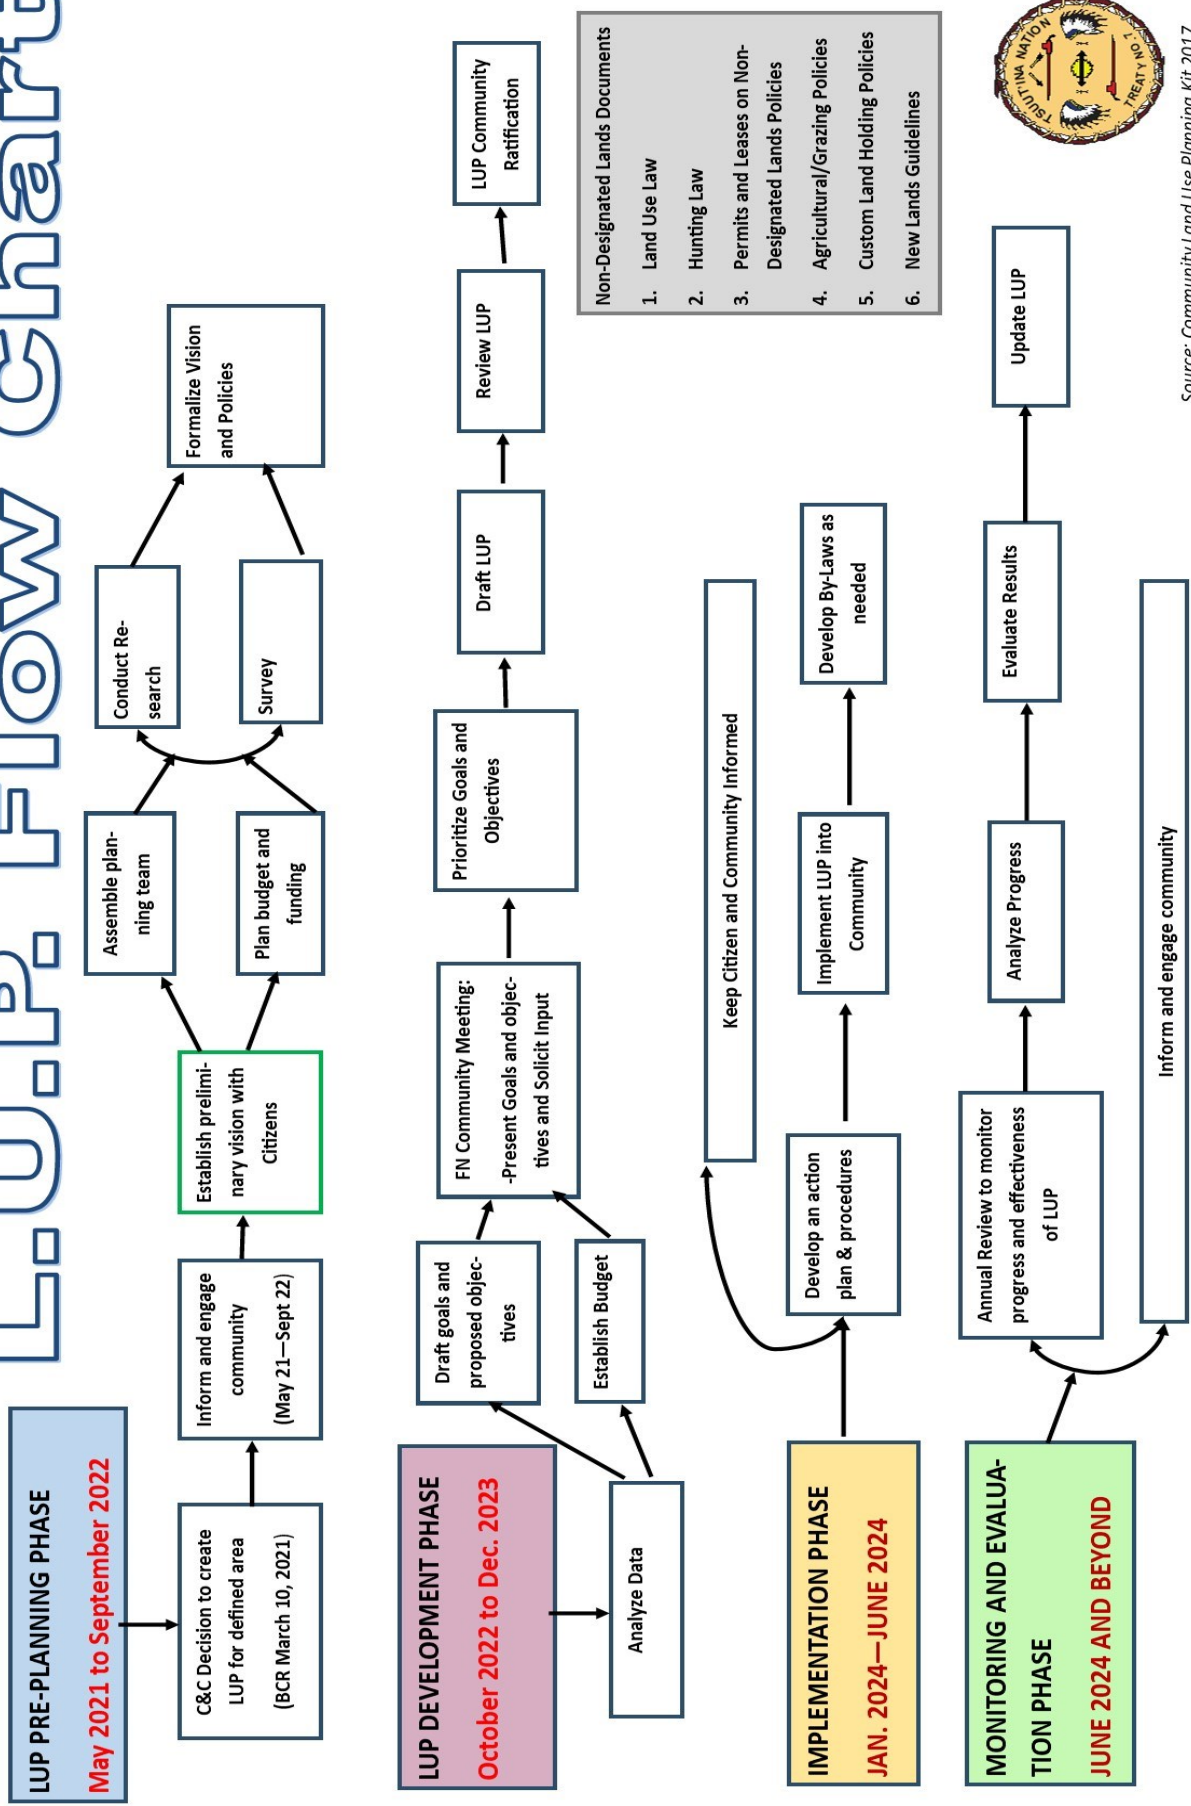 L.U.P. Flow Chart
LUP PRE-PLANNING PHASE
May 2021 to September 2022
C&C Decision to create
LUP for defined area
(BCR March 10, 2021)
Inform and engage
community
(May 21—Sept 22)
Establish prelimi-
nary vision with
Citizens
Assemble plan-
ning team
Plan budget and
funding
Conduct Re-
search
Survey
Formalize Vision
and Policies
LUP DEVELOPMENT PHASE
October 2022 to Dec. 2023
Analyze Data
Draft goals and
proposed objec-
tives
Establish Budget
FN Community Meeting:
-Present Goals and objec-
tives and Solicit Input
Prioritize Goals and
Objectives
Draft LUP
Review LUP
LUP Community
Ratification
Non-Designated Lands Documents
1. Land Use Law
2. Hunting Law
3. Permits and Leases on Non-
Designated Lands Policies
4. Agricultural/Grazing Policies
5. Custom Land Holding Policies
6. New Lands Guidelines
IMPLEMENTATION PHASE
JAN. 2024—JUNE 2024
Keep Citizen and Community Informed
Develop an action
plan & procedures
Implement LUP into
Community
Develop By-Laws as
needed
MONITORING AND EVALUA-
TION PHASE
JUNE 2024 AND BEYOND
Annual Review to monitor
progress and effectiveness
of LUP
Analyze Progress
Evaluate Results
Update LUP
Inform and engage community
TSUUT'INA NATION
TREATY NO. 7
Source: Community Land Use Planning Kit 2017